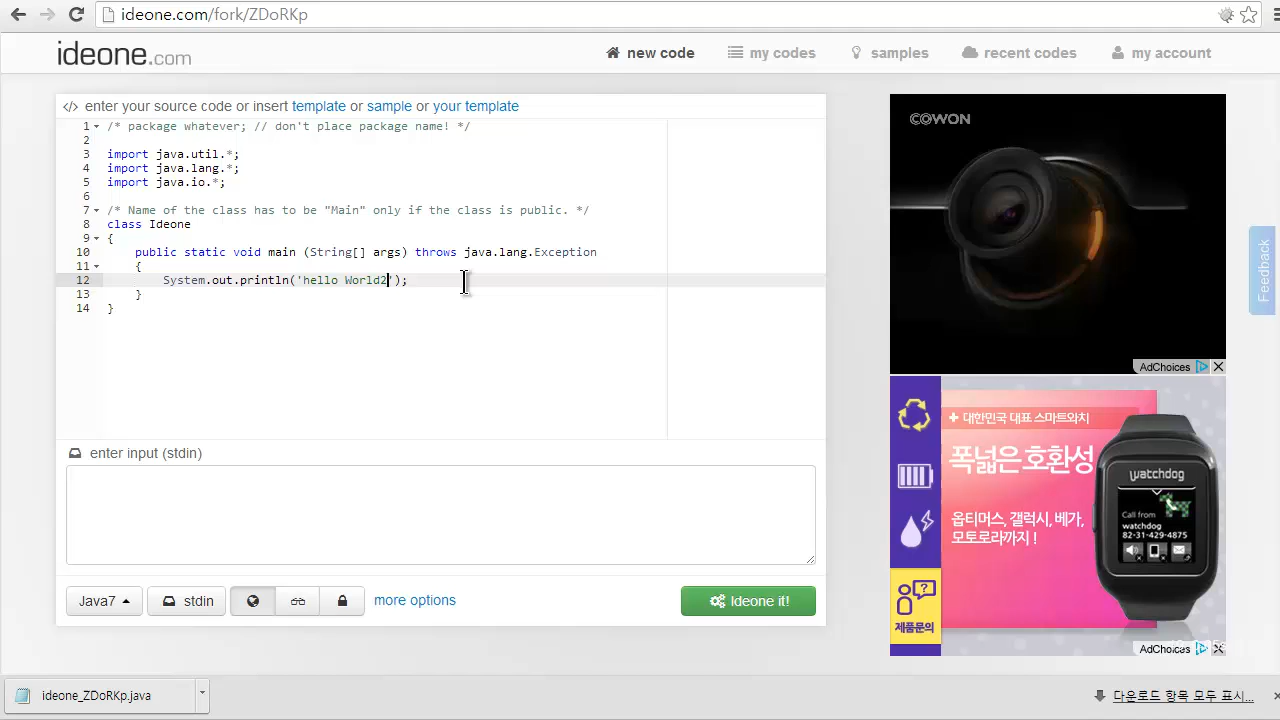 ideone.com/fork/ZDoRKp
ideone.com
new code
my codes
samples
recent codes
my account
</> enter your source code or insert template or sample or your template
1 /* package whatever; // don't place package name! */
2
3 import java.util.*;
4 import java.lang.*;
5 import java.io.*;
6
7 /* Name of the class has to be "Main" only if the class is public. */
8 class Ideone
9 {
10 public static void main (String[] args) throws java.lang.Exception
11 {
12 System.out.println('hello World2');
13 }
14 }
enter input (stdin)
Java7
stdin
more options
Ideone it!
COWON
AdChoices
Feedback
+ 대한민국 대표 스마트와치
폭넓은 호환성
옵티머스, 갤럭시, 베가,
모토로라까지 !
제품문의
watchdog
Call from
watchdog
82-31-429-4875
AdChoices
ideone_ZDoRKp.java
다운로드 항목 모두 표시...